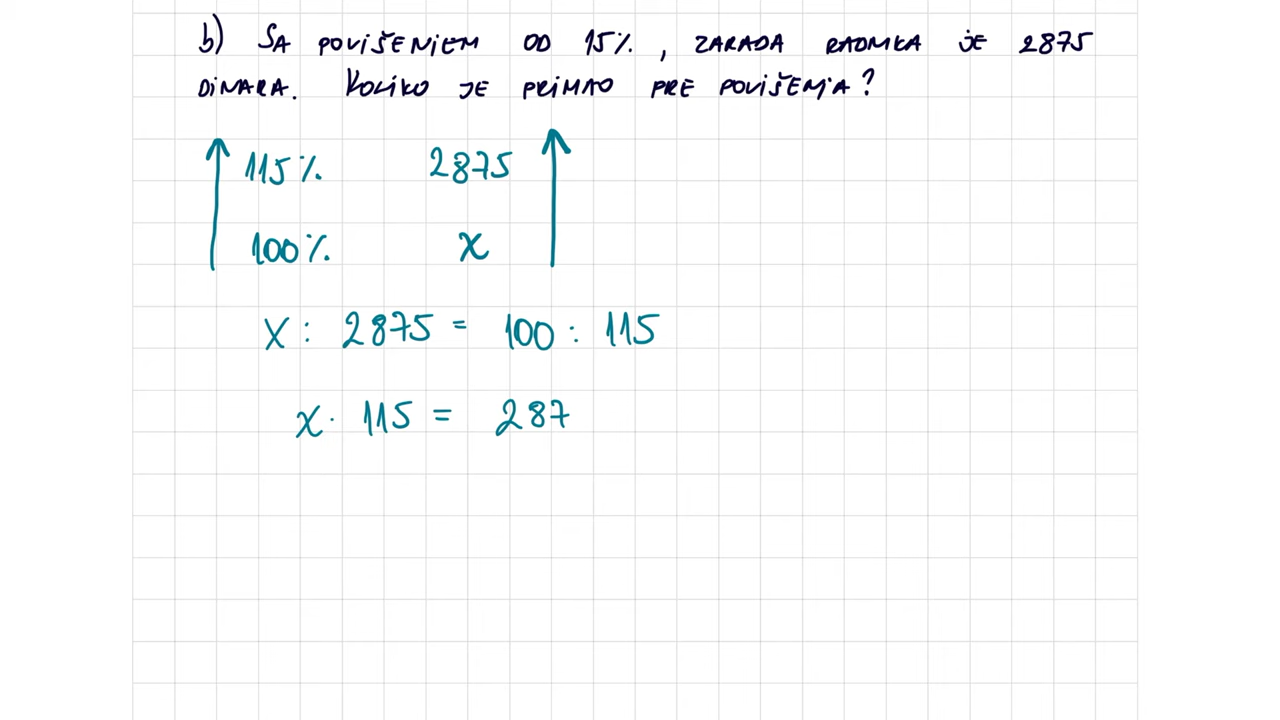 b) SA POVIŠENJEM OD 15%, ZARADA RADNIKA JE 2875
DINARA. KOLIKO JE PRIMAO PRE POVIŠENJA?
115% 2875
100% x
x : 2875 = 100 : 115
x · 115 = 287